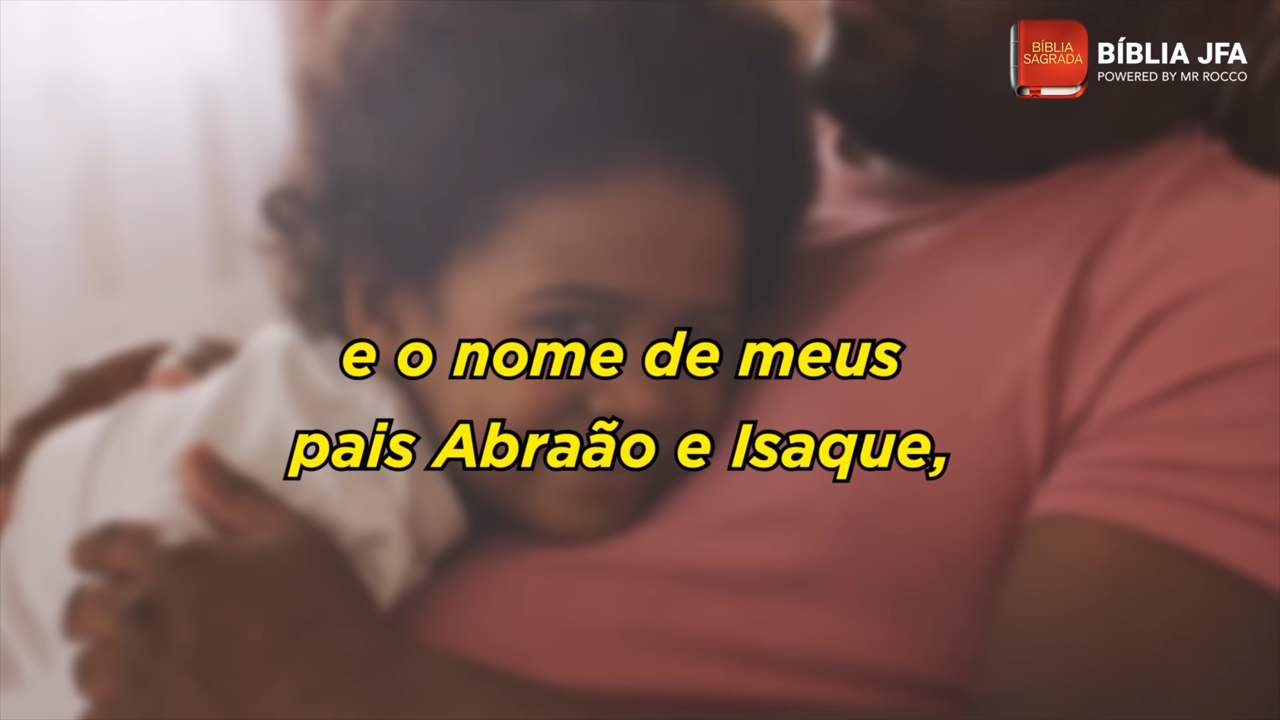 BÍBLIA
SAGRADA
BÍBLIA JFA
POWERED BY MR ROCCO
e o nome de meus
pais Abraão e Isaque,